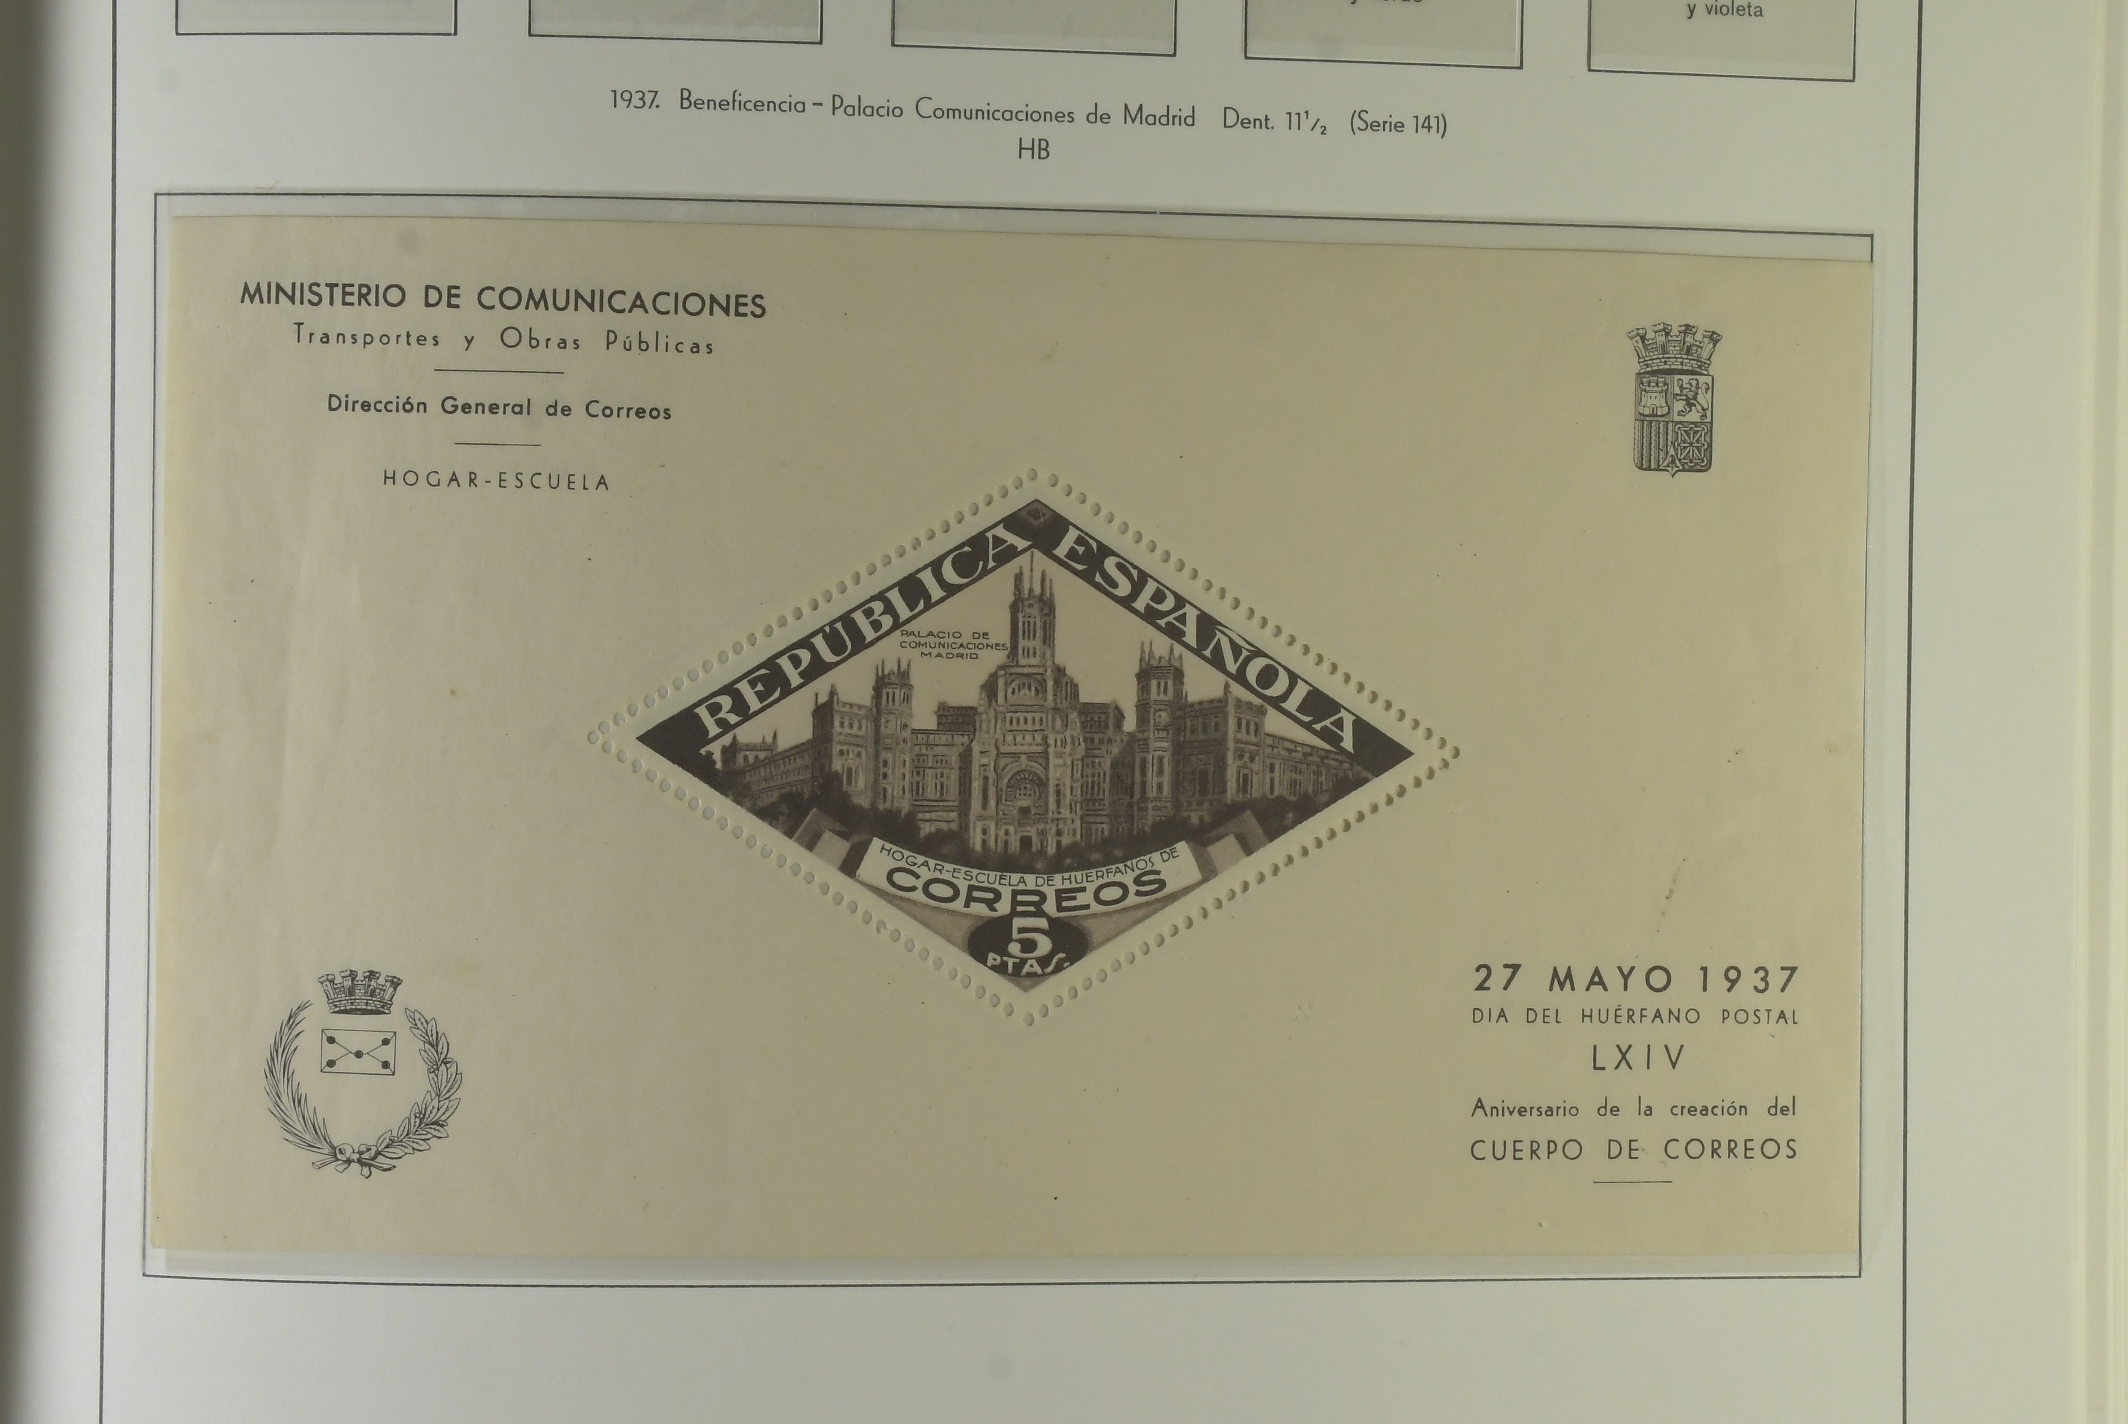 y violeta
1937. Beneficencia – Palacio Comunicaciones de Madrid Dent. 11¹/₂ (Serie 141)
HB
MINISTERIO DE COMUNICACIONES
Transportes y Obras Públicas
Dirección General de Correos
HOGAR-ESCUELA
REPÚBLICA ESPAÑOLA
PALACIO DE
COMUNICACIONES
MADRID
HOGAR-ESCUELA DE HUERFANOS DE
CORREOS
5
PTAS.
27 MAYO 1937
DIA DEL HUÉRFANO POSTAL
LXIV
Aniversario de la creación del
CUERPO DE CORREOS